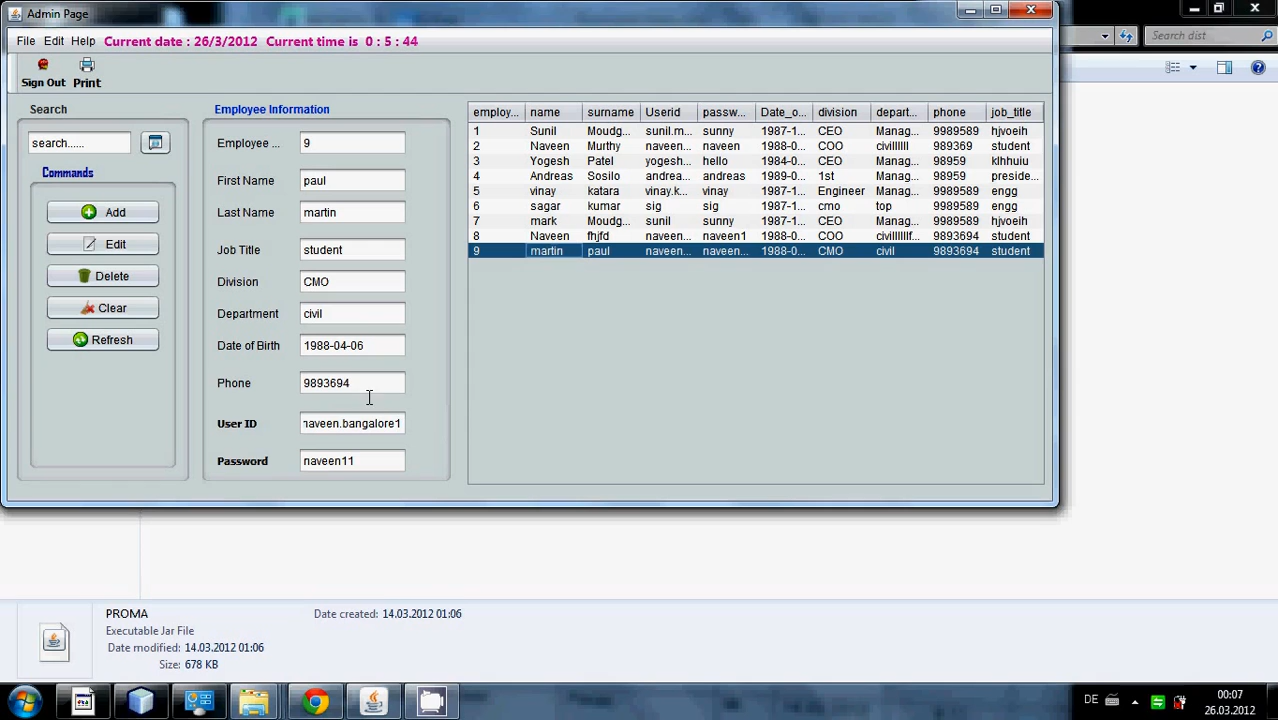 Admin Page
File Edit Help Current date : 26/3/2012 Current time is 0 : 5 : 44
Search dist
Sign Out Print
Search
search......
Commands
Add
Edit
Delete
Clear
Refresh
Employee Information
Employee ... 9
First Name paul
Last Name martin
Job Title student
Division CMO
Department civil
Date of Birth 1988-04-06
Phone 9893694
User ID naveen.bangalore1
Password naveen11
employ... name surname Userid passw... Date_o... division depart... phone job_title
1 Sunil Moudg... sunil.m... sunny 1987-1... CEO Manag... 9989589 hjvoeih
2 Naveen Murthy naveen... naveen 1988-0... COO civillllll 989369 student
3 Yogesh Patel yogesh... hello 1984-0... CEO Manag... 98959 klhhuiu
4 Andreas Sosilo andrea... andreas 1989-0... CMO 1st 98959 preside...
5 vinay katara vinay.k... vinay 1987-1... Engineer Manag... 9989589 engg
6 sagar kumar sig sig 1987-1... cmo top 9989589 engg
7 mark Moudg... sunil sunny 1987-1... CEO Manag... 9989589 hjvoeih
8 Naveen fhjfd naveen... naveen1 1988-0... COO civillllllf... 9893694 student
9 martin paul naveen... naveen... 1988-0... CMO civil 9893694 student
PROMA Date created: 14.03.2012 01:06
Executable Jar File
Date modified: 14.03.2012 01:06
Size: 678 KB
DE
00:07
26.03.2012